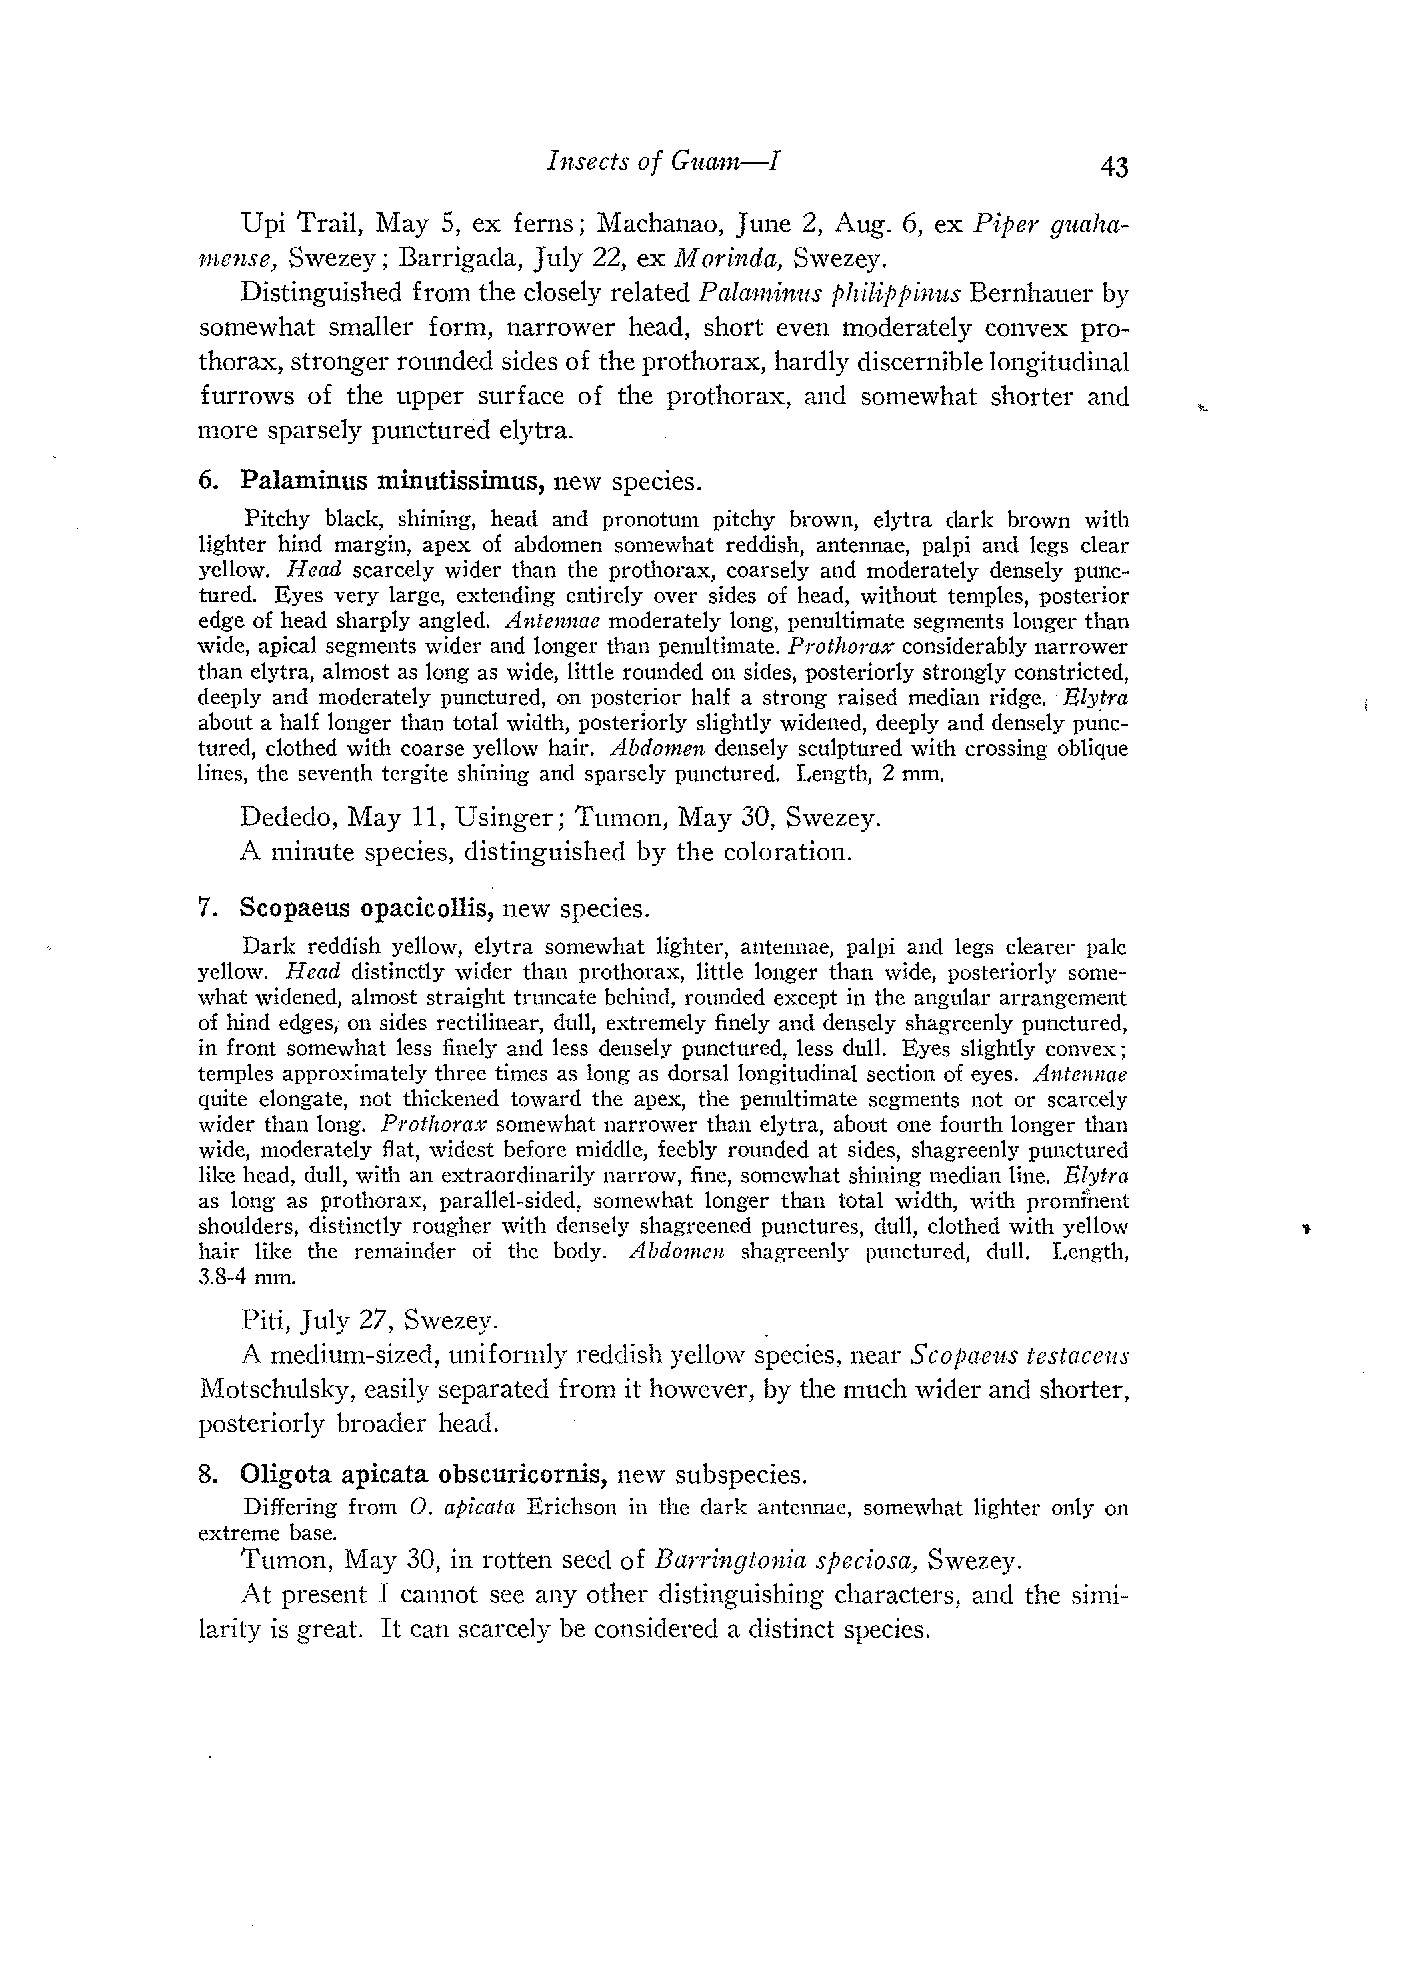 Insects of Guam—I 43
Upi Trail, May 5, ex ferns; Machanao, June 2, Aug. 6, ex Piper guaha-
mense, Swezey; Barrigada, July 22, ex Morinda, Swezey.
Distinguished from the closely related Palaminus philippinus Bernhauer by
somewhat smaller form, narrower head, short even moderately convex pro-
thorax, stronger rounded sides of the prothorax, hardly discernible longitudinal
furrows of the upper surface of the prothorax, and somewhat shorter and
more sparsely punctured elytra.
6. Palaminus minutissimus, new species.
Pitchy black, shining, head and pronotum pitchy brown, elytra dark brown with
lighter hind margin, apex of abdomen somewhat reddish, antennae, palpi and legs clear
yellow. Head scarcely wider than the prothorax, coarsely and moderately densely punc-
tured. Eyes very large, extending entirely over sides of head, without temples, posterior
edge of head sharply angled. Antennae moderately long, penultimate segments longer than
wide, apical segments wider and longer than penultimate. Prothorax considerably narrower
than elytra, almost as long as wide, little rounded on sides, posteriorly strongly constricted,
deeply and moderately punctured, on posterior half a strong raised median ridge. Elytra
about a half longer than total width, posteriorly slightly widened, deeply and densely punc-
tured, clothed with coarse yellow hair. Abdomen densely sculptured with crossing oblique
lines, the seventh tergite shining and sparsely punctured. Length, 2 mm.
Dededo, May 11, Usinger; Tumon, May 30, Swezey.
A minute species, distinguished by the coloration.
7. Scopaeus opacicollis, new species.
Dark reddish yellow, elytra somewhat lighter, antennae, palpi and legs clearer pale
yellow. Head distinctly wider than prothorax, little longer than wide, posteriorly some-
what widened, almost straight truncate behind, rounded except in the angular arrangement
of hind edges, on sides rectilinear, dull, extremely finely and densely shagreenly punctured,
in front somewhat less finely and less densely punctured, less dull. Eyes slightly convex;
temples approximately three times as long as dorsal longitudinal section of eyes. Antennae
quite elongate, not thickened toward the apex, the penultimate segments not or scarcely
wider than long. Prothorax somewhat narrower than elytra, about one fourth longer than
wide, moderately flat, widest before middle, feebly rounded at sides, shagreenly punctured
like head, dull, with an extraordinarily narrow, fine, somewhat shining median line. Elytra
as long as prothorax, parallel-sided, somewhat longer than total width, with prominent
shoulders, distinctly rougher with densely shagreened punctures, dull, clothed with yellow
hair like the remainder of the body. Abdomen shagreenly punctured, dull. Length,
3.8-4 mm.
Piti, July 27, Swezey.
A medium-sized, uniformly reddish yellow species, near Scopaeus testaceus
Motschulsky, easily separated from it however, by the much wider and shorter,
posteriorly broader head.
8. Oligota apicata obscuricornis, new subspecies.
Differing from O. apicata Erichson in the dark antennae, somewhat lighter only on
extreme base.
Tumon, May 30, in rotten seed of Barringtonia speciosa, Swezey.
At present I cannot see any other distinguishing characters, and the simi-
larity is great. It can scarcely be considered a distinct species.